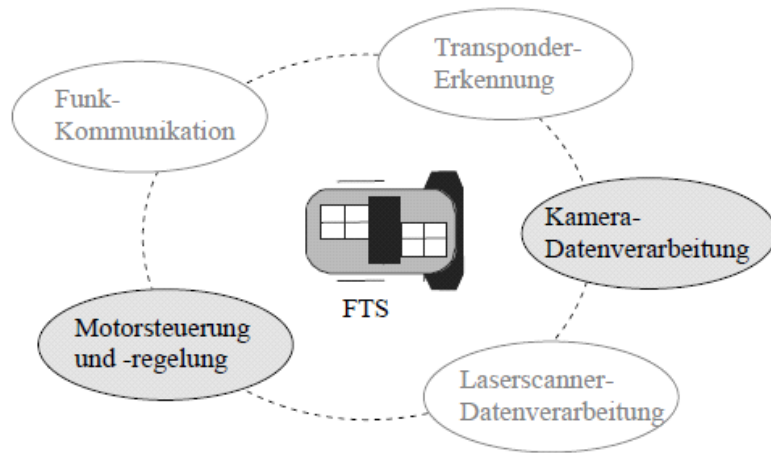 Transponder-
Erkennung
Funk-
Kommunikation
Kamera-
Datenverarbeitung
FTS
Motorsteuerung
und -regelung
Laserscanner-
Datenverarbeitung